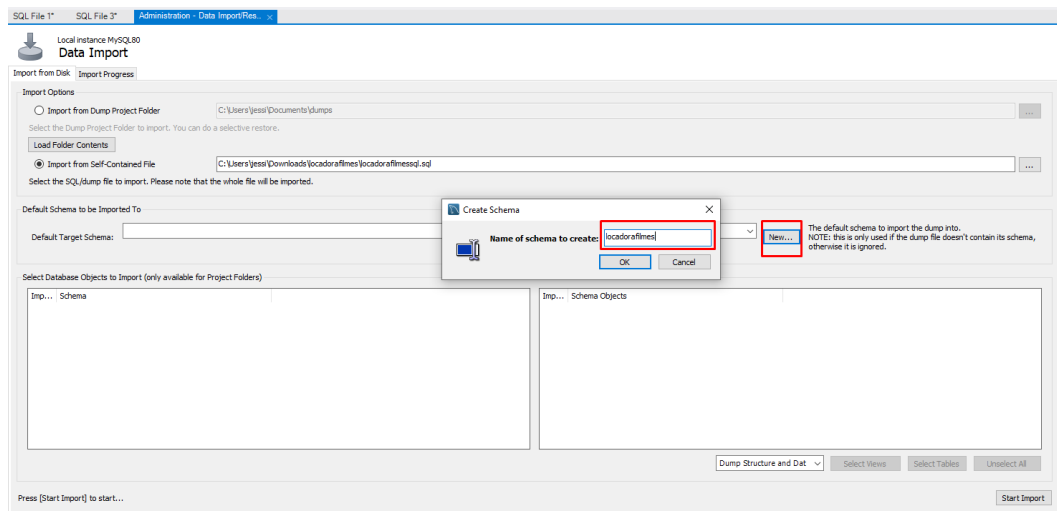 SQL File 1* SQL File 3* Administration - Data Import/Res... x
Local instance MySQL80
Data Import
Import from Disk Import Progress
Import Options
Import from Dump Project Folder C:\Users\jessi\Documents\dumps ...
Select the Dump Project Folder to import. You can do a selective restore.
Load Folder Contents
Import from Self-Contained File C:\Users\jessi\Downloads\locadorafilmes\locadorafilmessql.sql ...
Select the SQL/dump file to import. Please note that the whole file will be imported.
Default Schema to be Imported To
Default Target Schema: New... The default schema to import the dump into.
NOTE: this is only used if the dump file doesn't contain its schema,
otherwise it is ignored.
Create Schema
Name of schema to create: locadorafilmes
OK Cancel
Select Database Objects to Import (only available for Project Folders)
Imp... Schema Imp... Schema Objects
Dump Structure and Dat Select Views Select Tables Unselect All
Press [Start Import] to start... Start Import